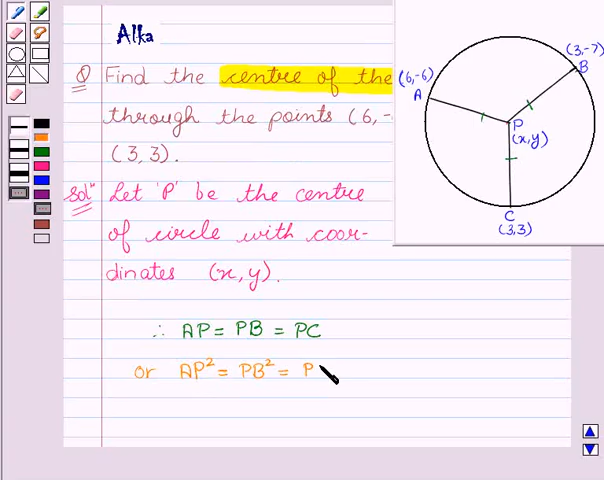 Alka
Q Find the centre of the
through the points (6,-
(3, 3).
Solⁿ Let 'P' be the centre
of circle with coor-
dinates (x, y).
∴ AP = PB = PC
or AP² = PB² = P
(3,-7)
B
(6,-6)
A
P
(x,y)
C
(3,3)